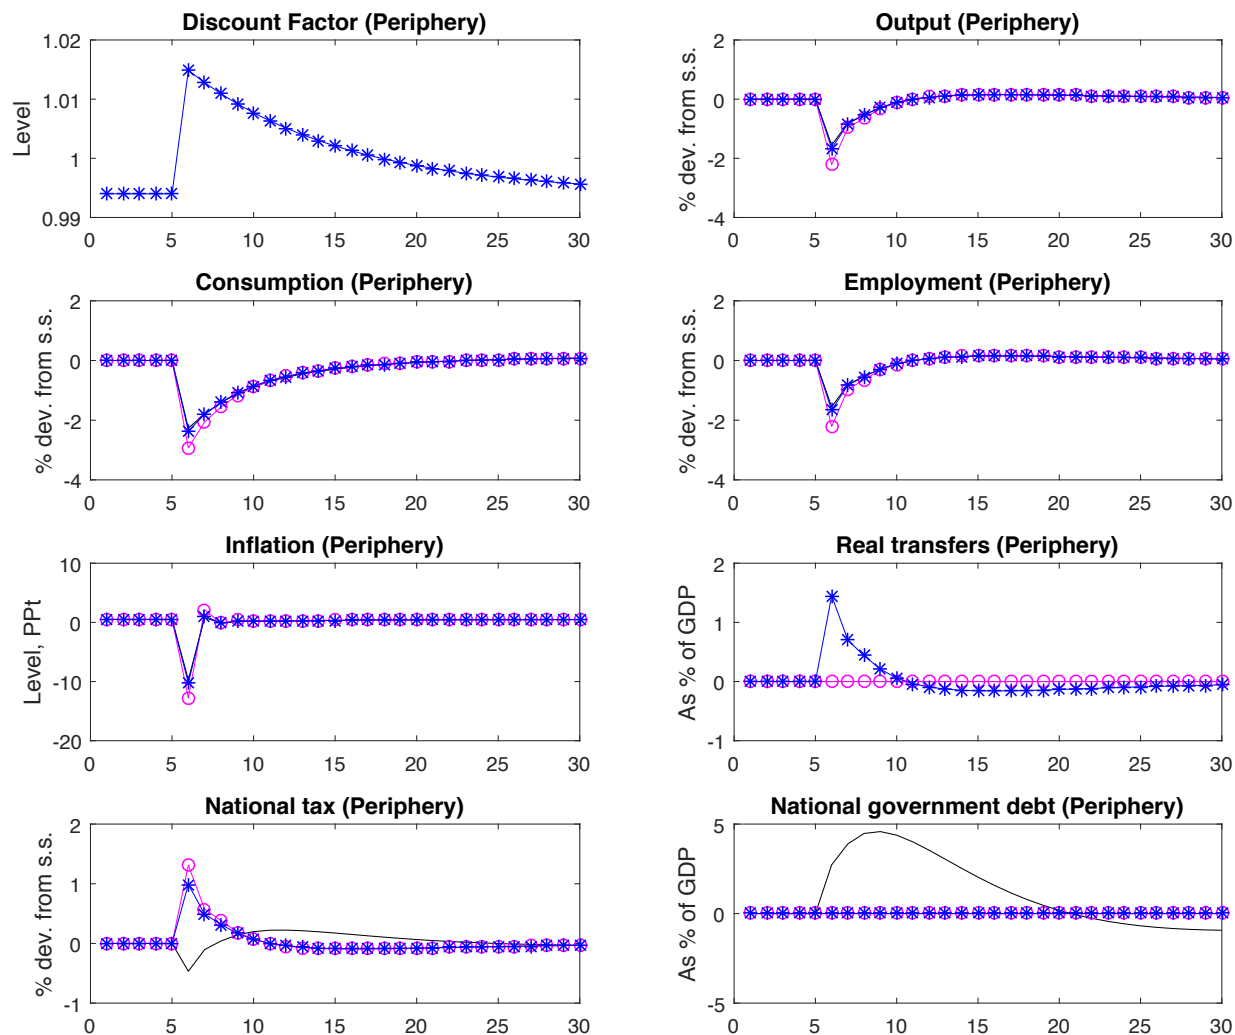 Discount Factor (Periphery)
1.02
1.01
1
0.99
Level
0 5 10 15 20 25 30
Output (Periphery)
2
0
-2
-4
% dev. from s.s.
0 5 10 15 20 25 30
Consumption (Periphery)
2
0
-2
-4
% dev. from s.s.
0 5 10 15 20 25 30
Employment (Periphery)
2
0
-2
-4
% dev. from s.s.
0 5 10 15 20 25 30
Inflation (Periphery)
10
0
-10
-20
Level, PPt
0 5 10 15 20 25 30
Real transfers (Periphery)
2
1
0
-1
As % of GDP
0 5 10 15 20 25 30
National tax (Periphery)
2
1
0
-1
% dev. from s.s.
0 5 10 15 20 25 30
National government debt (Periphery)
5
0
-5
As % of GDP
0 5 10 15 20 25 30